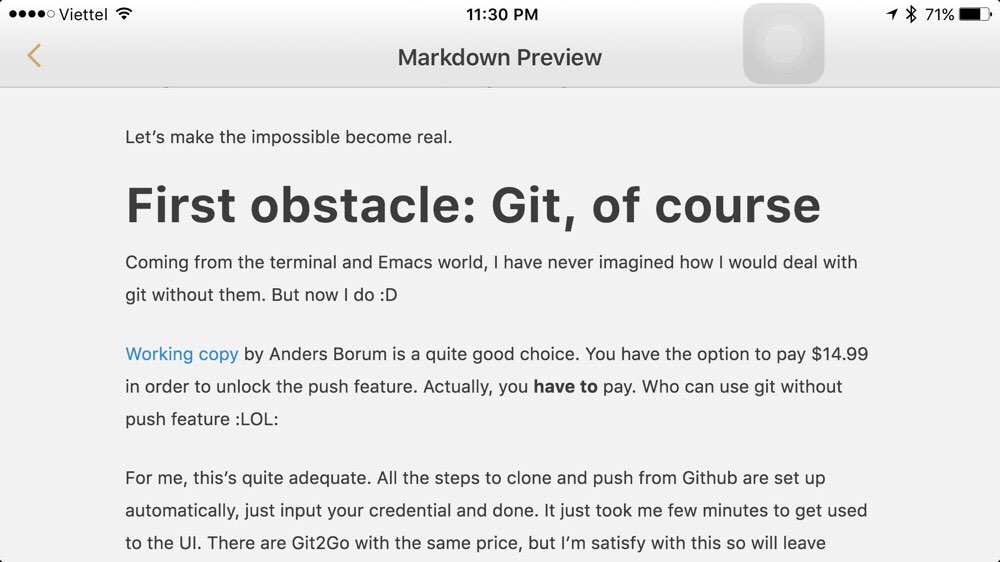 Viettel 11:30 PM 71%
Markdown Preview
Let’s make the impossible become real.
First obstacle: Git, of course
Coming from the terminal and Emacs world, I have never imagined how I would deal with
git without them. But now I do :D
Working copy by Anders Borum is a quite good choice. You have the option to pay $14.99
in order to unlock the push feature. Actually, you have to pay. Who can use git without
push feature :LOL:
For me, this’s quite adequate. All the steps to clone and push from Github are set up
automatically, just input your credential and done. It just took me few minutes to get used
to the UI. There are Git2Go with the same price, but I’m satisfy with this so will leave